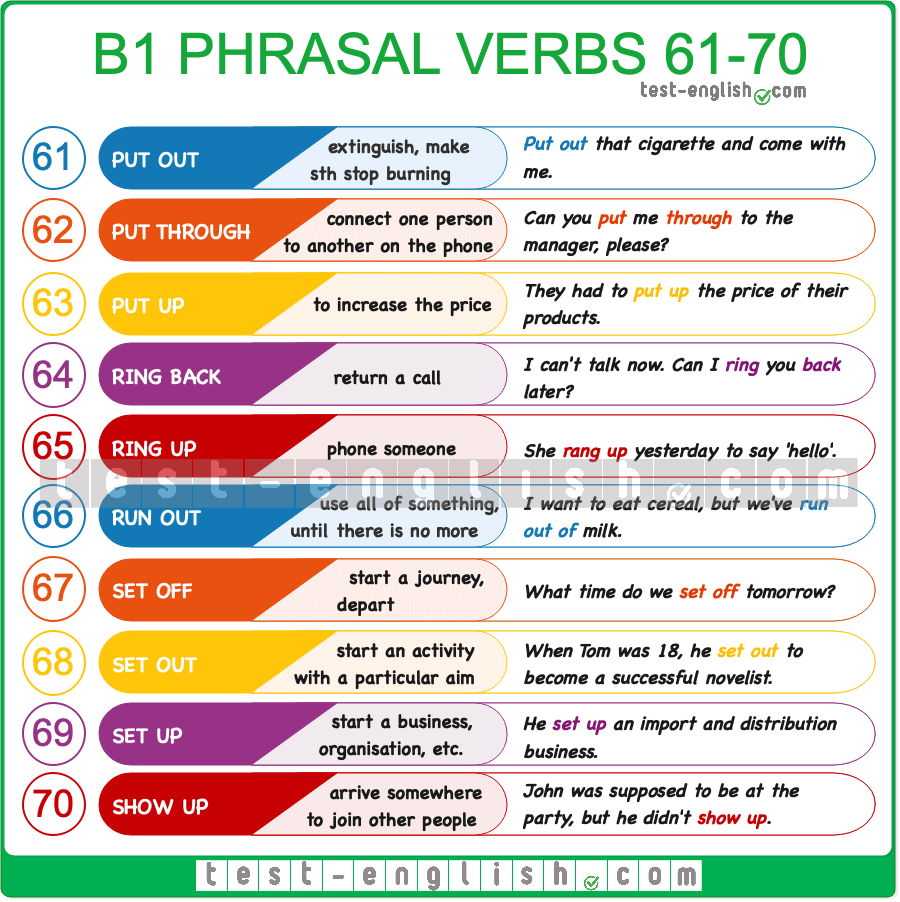 B1 PHRASAL VERBS 61-70
test-english.com
61
PUT OUT
extinguish, make
sth stop burning
Put out that cigarette and come with
me.
62
PUT THROUGH
connect one person
to another on the phone
Can you put me through to the
manager, please?
63
PUT UP
to increase the price
They had to put up the price of their
products.
64
RING BACK
return a call
I can't talk now. Can I ring you back
later?
65
RING UP
phone someone
She rang up yesterday to say 'hello'.
test-english.com
66
RUN OUT
use all of something,
until there is no more
I want to eat cereal, but we've run
out of milk.
67
SET OFF
start a journey,
depart
What time do we set off tomorrow?
68
SET OUT
start an activity
with a particular aim
When Tom was 18, he set out to
become a successful novelist.
69
SET UP
start a business,
organisation, etc.
He set up an import and distribution
business.
70
SHOW UP
arrive somewhere
to join other people
John was supposed to be at the
party, but he didn't show up.
test-english.com